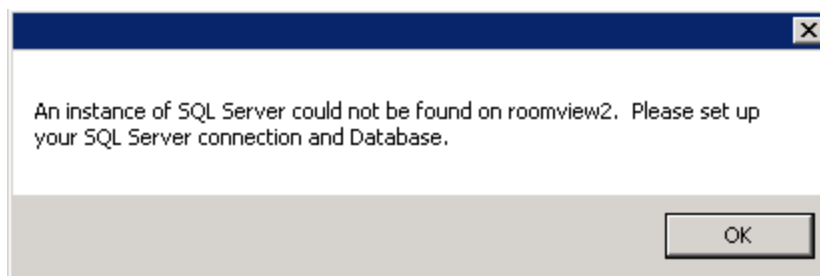 An instance of SQL Server could not be found on roomview2.  Please set up
your SQL Server connection and Database.
OK